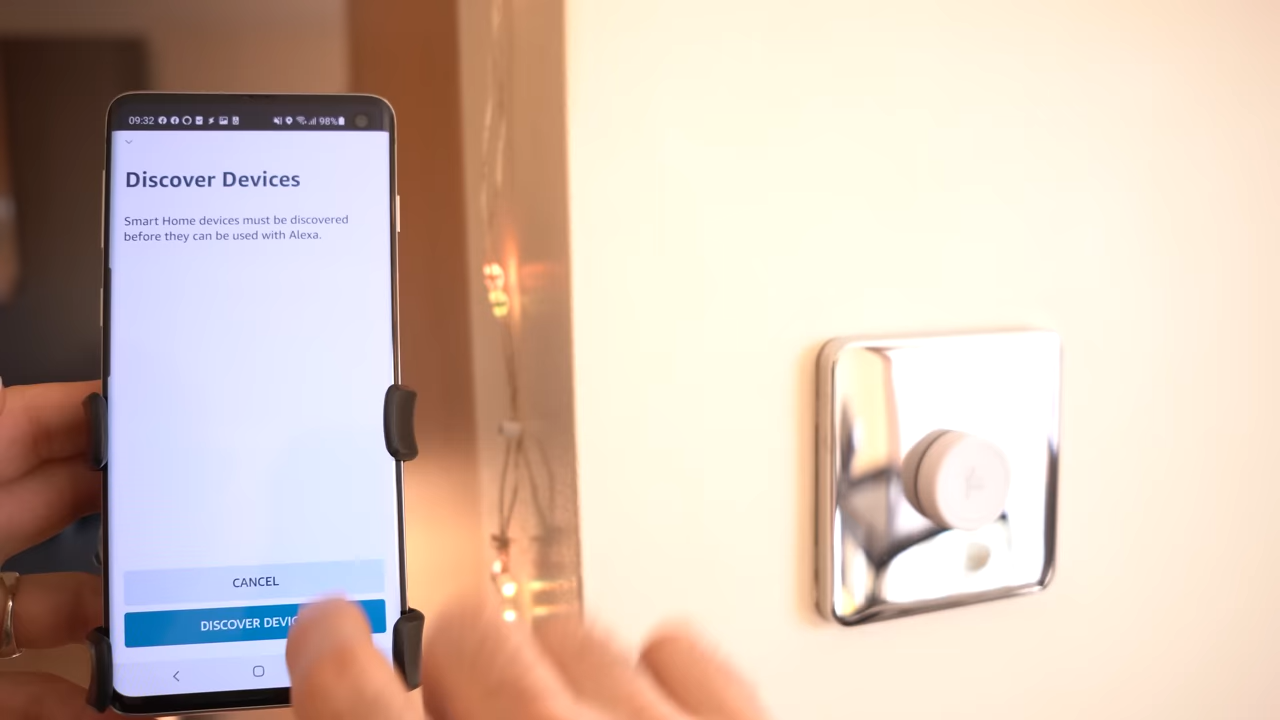 09:32 98%
Discover Devices
Smart Home devices must be discovered
before they can be used with Alexa.
CANCEL
DISCOVER